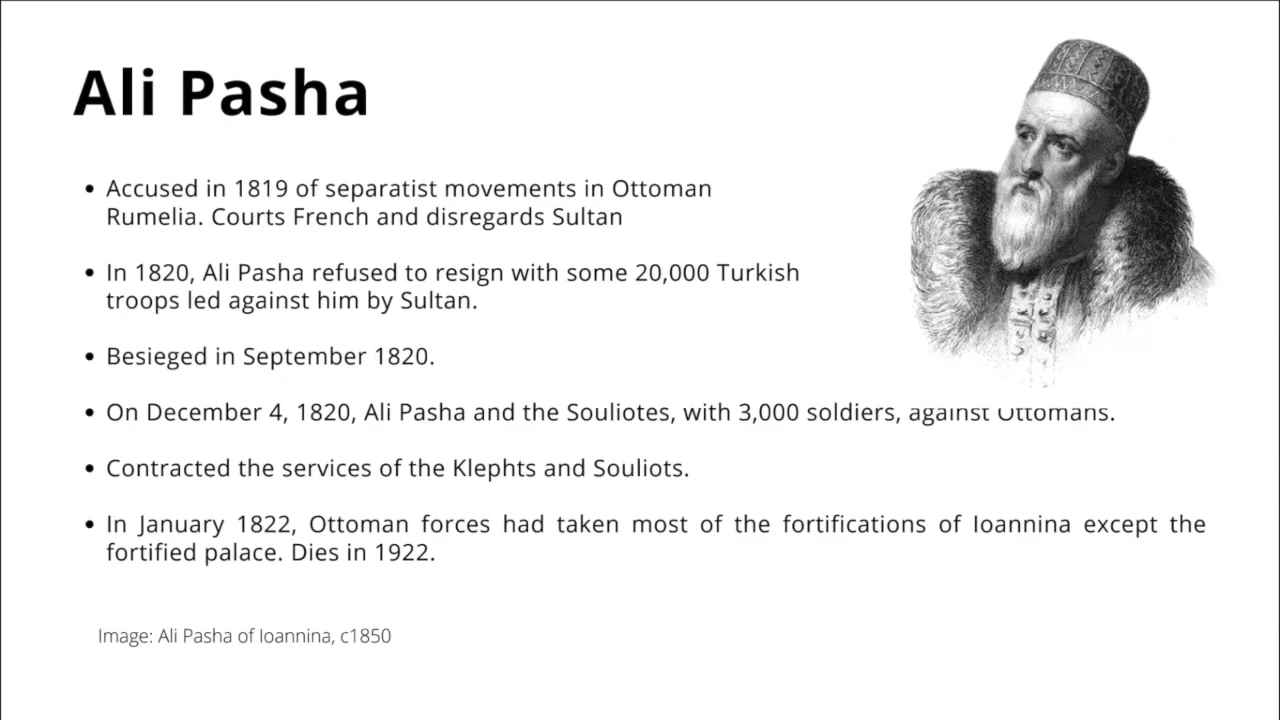 Ali Pasha
• Accused in 1819 of separatist movements in Ottoman
Rumelia. Courts French and disregards Sultan
• In 1820, Ali Pasha refused to resign with some 20,000 Turkish
troops led against him by Sultan.
• Besieged in September 1820.
• On December 4, 1820, Ali Pasha and the Souliotes, with 3,000 soldiers, against Ottomans.
• Contracted the services of the Klephts and Souliots.
• In January 1822, Ottoman forces had taken most of the fortifications of Ioannina except the
fortified palace. Dies in 1922.
Image: Ali Pasha of Ioannina, c1850